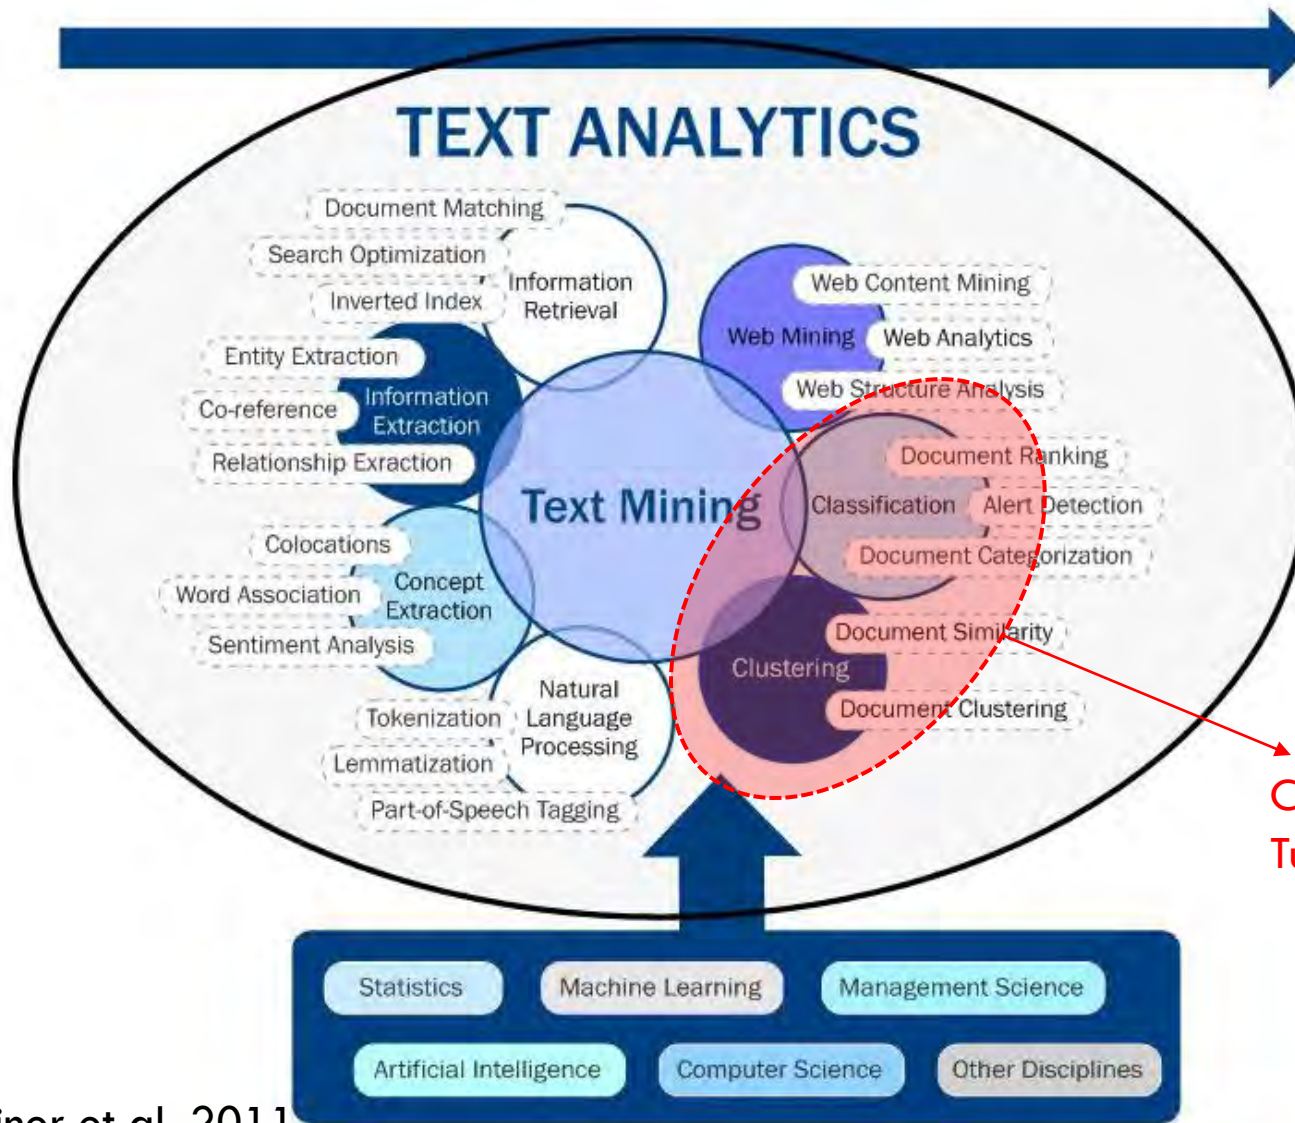 TEXT ANALYTICS
Document Matching
Search Optimization
Inverted Index
Information
Retrieval
Entity Extraction
Co-reference
Relationship Exraction
Information
Extraction
Web Content Mining
Web Mining
Web Analytics
Web Structure Analysis
Text Mining
Document Ranking
Classification
Alert Detection
Document Categorization
Colocations
Word Association
Sentiment Analysis
Concept
Extraction
Document Similarity
Clustering
Document Clustering
Tokenization
Lemmatization
Part-of-Speech Tagging
Natural
Language
Processing
Statistics
Machine Learning
Management Science
Artificial Intelligence
Computer Science
Other Disciplines
et al. 2011